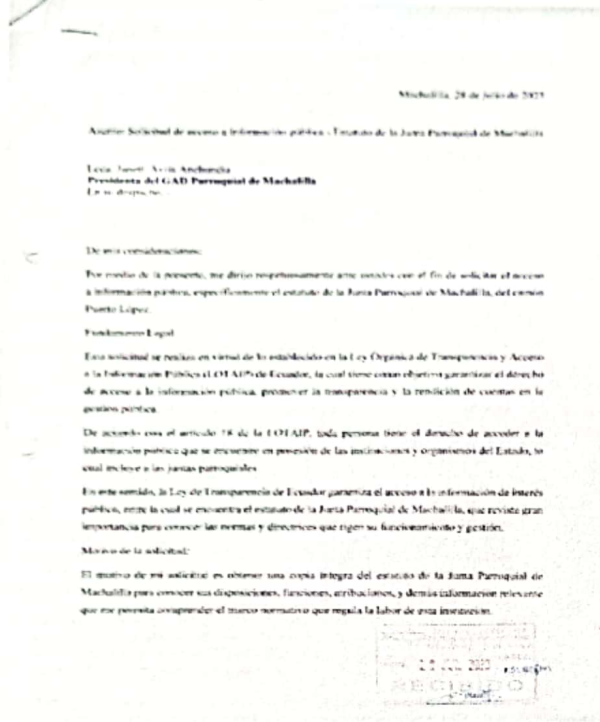 Machalilla, 28 de julio de 2023
Asunto: Solicitud de acceso a información pública - Estatuto de la Junta Parroquial de Machalilla
Presidenta del GAD Parroquial de Machalilla
En su despacho.
De mis consideraciones:
Por medio de la presente, me dirijo respetuosamente ante ustedes con el fin de solicitar el acceso
a información pública, específicamente el estatuto de la Junta Parroquial de Machalilla, del cantón
Puerto López.
Fundamento Legal
Esta solicitud se realiza en virtud de lo establecido en la Ley Orgánica de Transparencia y Acceso
a la Información Pública (LOTAIP) de Ecuador, la cual tiene como objetivo garantizar el derecho
de acceso a la información pública, promover la transparencia y la rendición de cuentas en la
gestión pública.
De acuerdo con el artículo 18 de la LOTAIP, toda persona tiene el derecho de acceder a la
información pública que se encuentre en posesión de las instituciones y organismos del Estado, lo
cual incluye a las juntas parroquiales
En este sentido, la Ley de Transparencia de Ecuador garantiza el acceso a la información de interés
pública, entre la cual se encuentra el estatuto de la Junta Parroquial de Machalilla, que reviste gran
importancia para conocer las normas y directrices que rigen su funcionamiento y gestión.
Motivo de la solicitud:
El motivo de mi solicitud es obtener una copia íntegra del estatuto de la Junta Parroquial de
Machalilla para conocer sus disposiciones, funciones, atribuciones, y demás información relevante
que me permita comprender el marco normativo que regula la labor de esta institución.
RECIBIDO